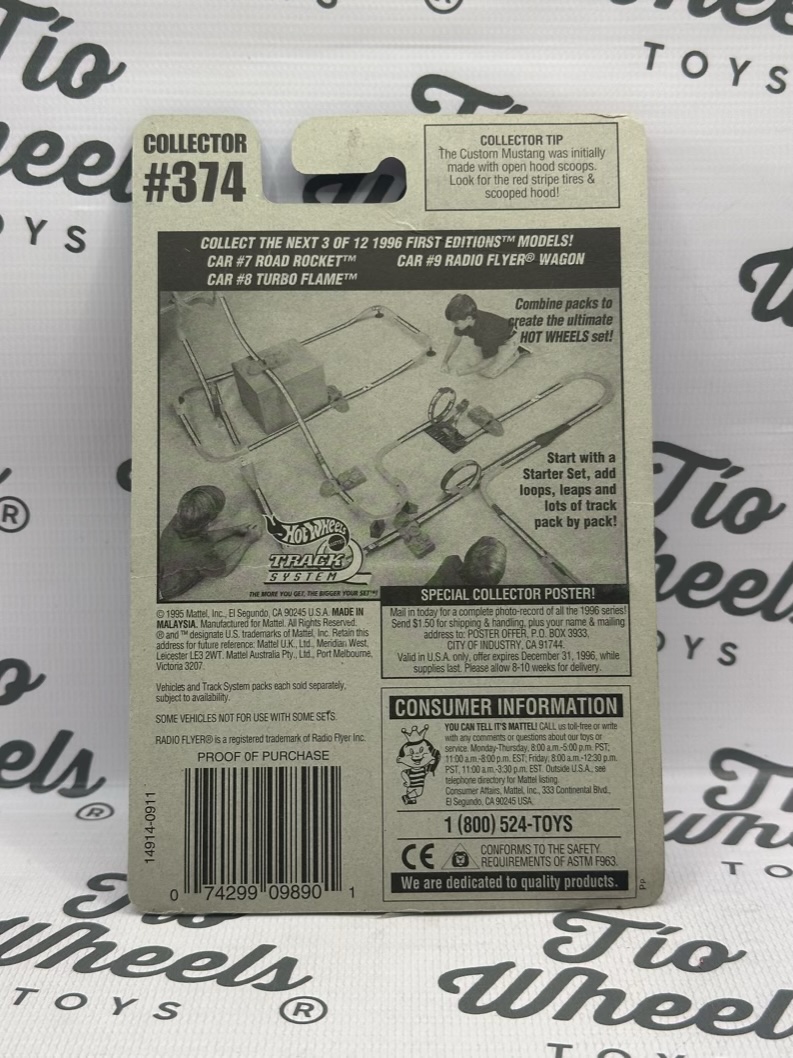 Tío
Wheels
TOYS
®
COLLECTOR
#374
COLLECTOR TIP
The Custom Mustang was initially
made with open hood scoops.
Look for the red stripe tires &
scooped hood!
COLLECT THE NEXT 3 OF 12 1996 FIRST EDITIONS™ MODELS!
CAR #7 ROAD ROCKET™ CAR #9 RADIO FLYER® WAGON
CAR #8 TURBO FLAME™
Combine packs to
create the ultimate
HOT WHEELS set!
Start with a
Starter Set, add
loops, leaps and
lots of track
pack by pack!
Hot Wheels
TRACK
SYSTEM
THE MORE YOU GET, THE BIGGER YOUR SET™!
© 1995 Mattel, Inc., El Segundo, CA 90245 U.S.A. MADE IN
MALAYSIA. Manufactured for Mattel. All Rights Reserved.
® and ™ designate U.S. trademarks of Mattel, Inc. Retain this
address for future reference: Mattel U.K., Ltd., Meridian West,
Leicester LE3 2WT. Mattel Australia Pty., Ltd., Port Melbourne,
Victoria 3207.
Vehicles and Track System packs each sold separately,
subject to availability.
SOME VEHICLES NOT FOR USE WITH SOME SETS.
RADIO FLYER® is a registered trademark of Radio Flyer Inc.
PROOF OF PURCHASE
14914-0911
0 74299 09890 1
SPECIAL COLLECTOR POSTER!
Mail in today for a complete photo-record of all the 1996 series!
Send $1.50 for shipping & handling, plus your name & mailing
address to: POSTER OFFER, P.O. BOX 3933,
CITY OF INDUSTRY, CA 91744.
Valid in U.S.A. only, offer expires December 31, 1996, while
supplies last. Please allow 8-10 weeks for delivery.
CONSUMER INFORMATION
YOU CAN TELL IT'S MATTEL! CALL us toll-free or write
with any comments or questions about our toys or
service. Monday-Thursday, 8:00 a.m.-5:00 p.m. PST;
11:00 a.m.-8:00 p.m. EST; Friday, 8:00 a.m.-12:30 p.m.
PST, 11:00 a.m.-3:30 p.m. EST. Outside U.S.A., see
telephone directory for Mattel listing.
Consumer Affairs, Mattel, Inc., 333 Continental Blvd.,
El Segundo, CA 90245 USA.
1 (800) 524-TOYS
CE
CONFORMS TO THE SAFETY
REQUIREMENTS OF ASTM F963.
We are dedicated to quality products.
PP
Tío
Wheels
TOYS
®
Tío
Wheels